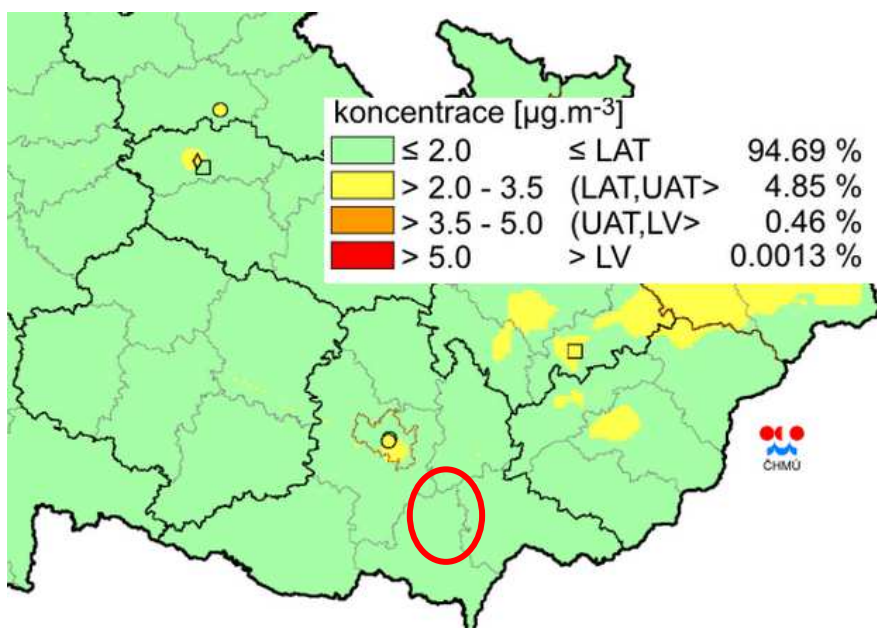 koncentrace [µg.m-3]
≤ 2.0 ≤ LAT 94.69 %
> 2.0 - 3.5 (LAT,UAT> 4.85 %
> 3.5 - 5.0 (UAT,LV> 0.46 %
> 5.0 > LV 0.0013 %
ČHMÚ